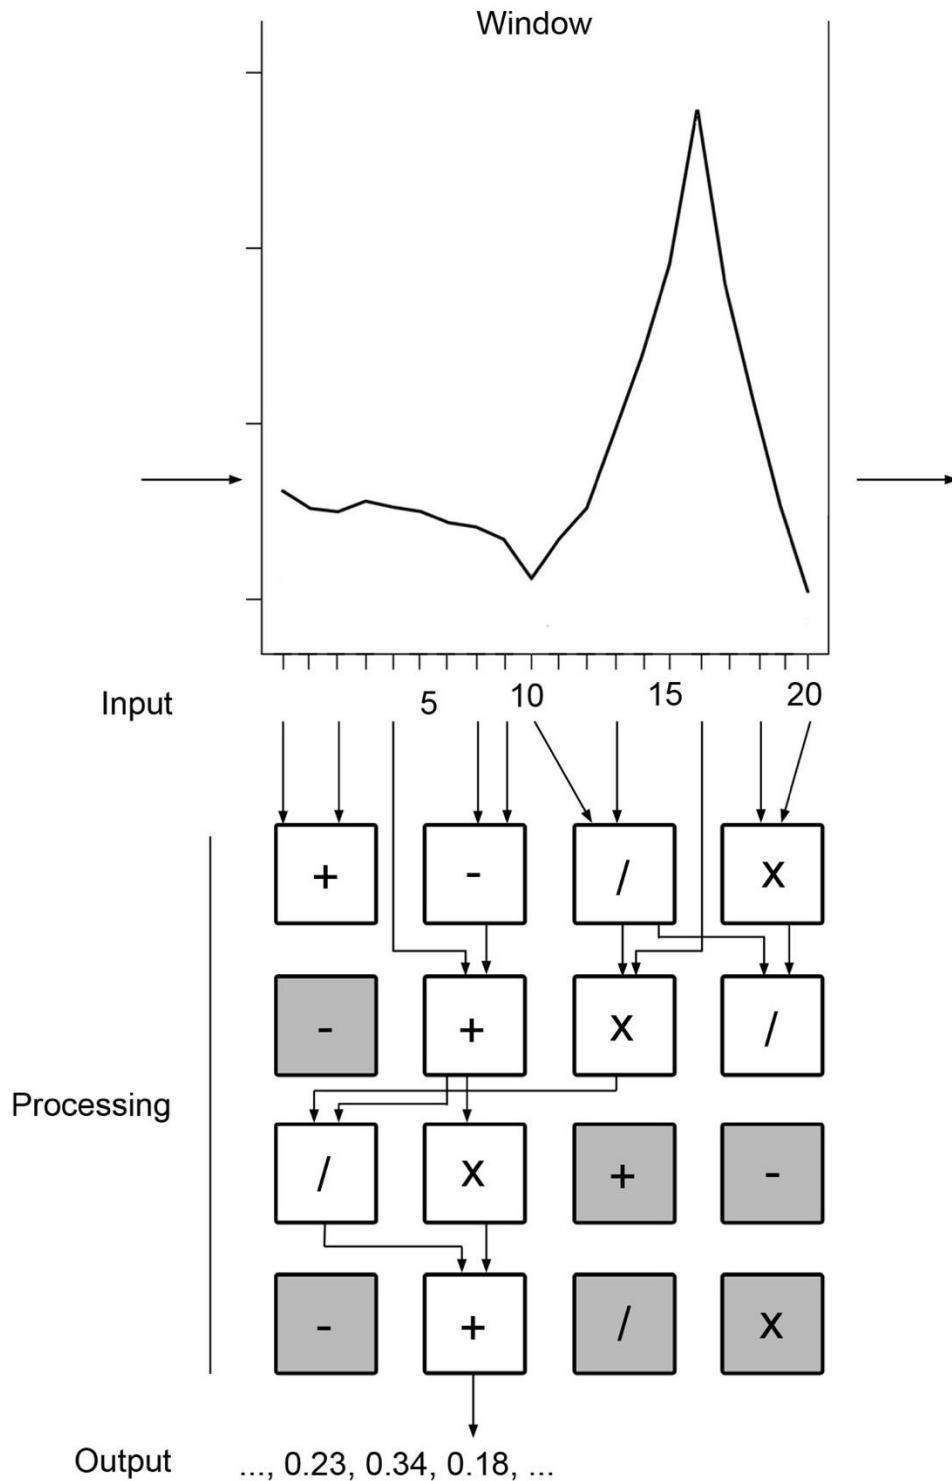 Window
Input
5 10 15 20
+ - / x
- + x /
Processing
/ x + -
- + / x
Output ..., 0.23, 0.34, 0.18, ...